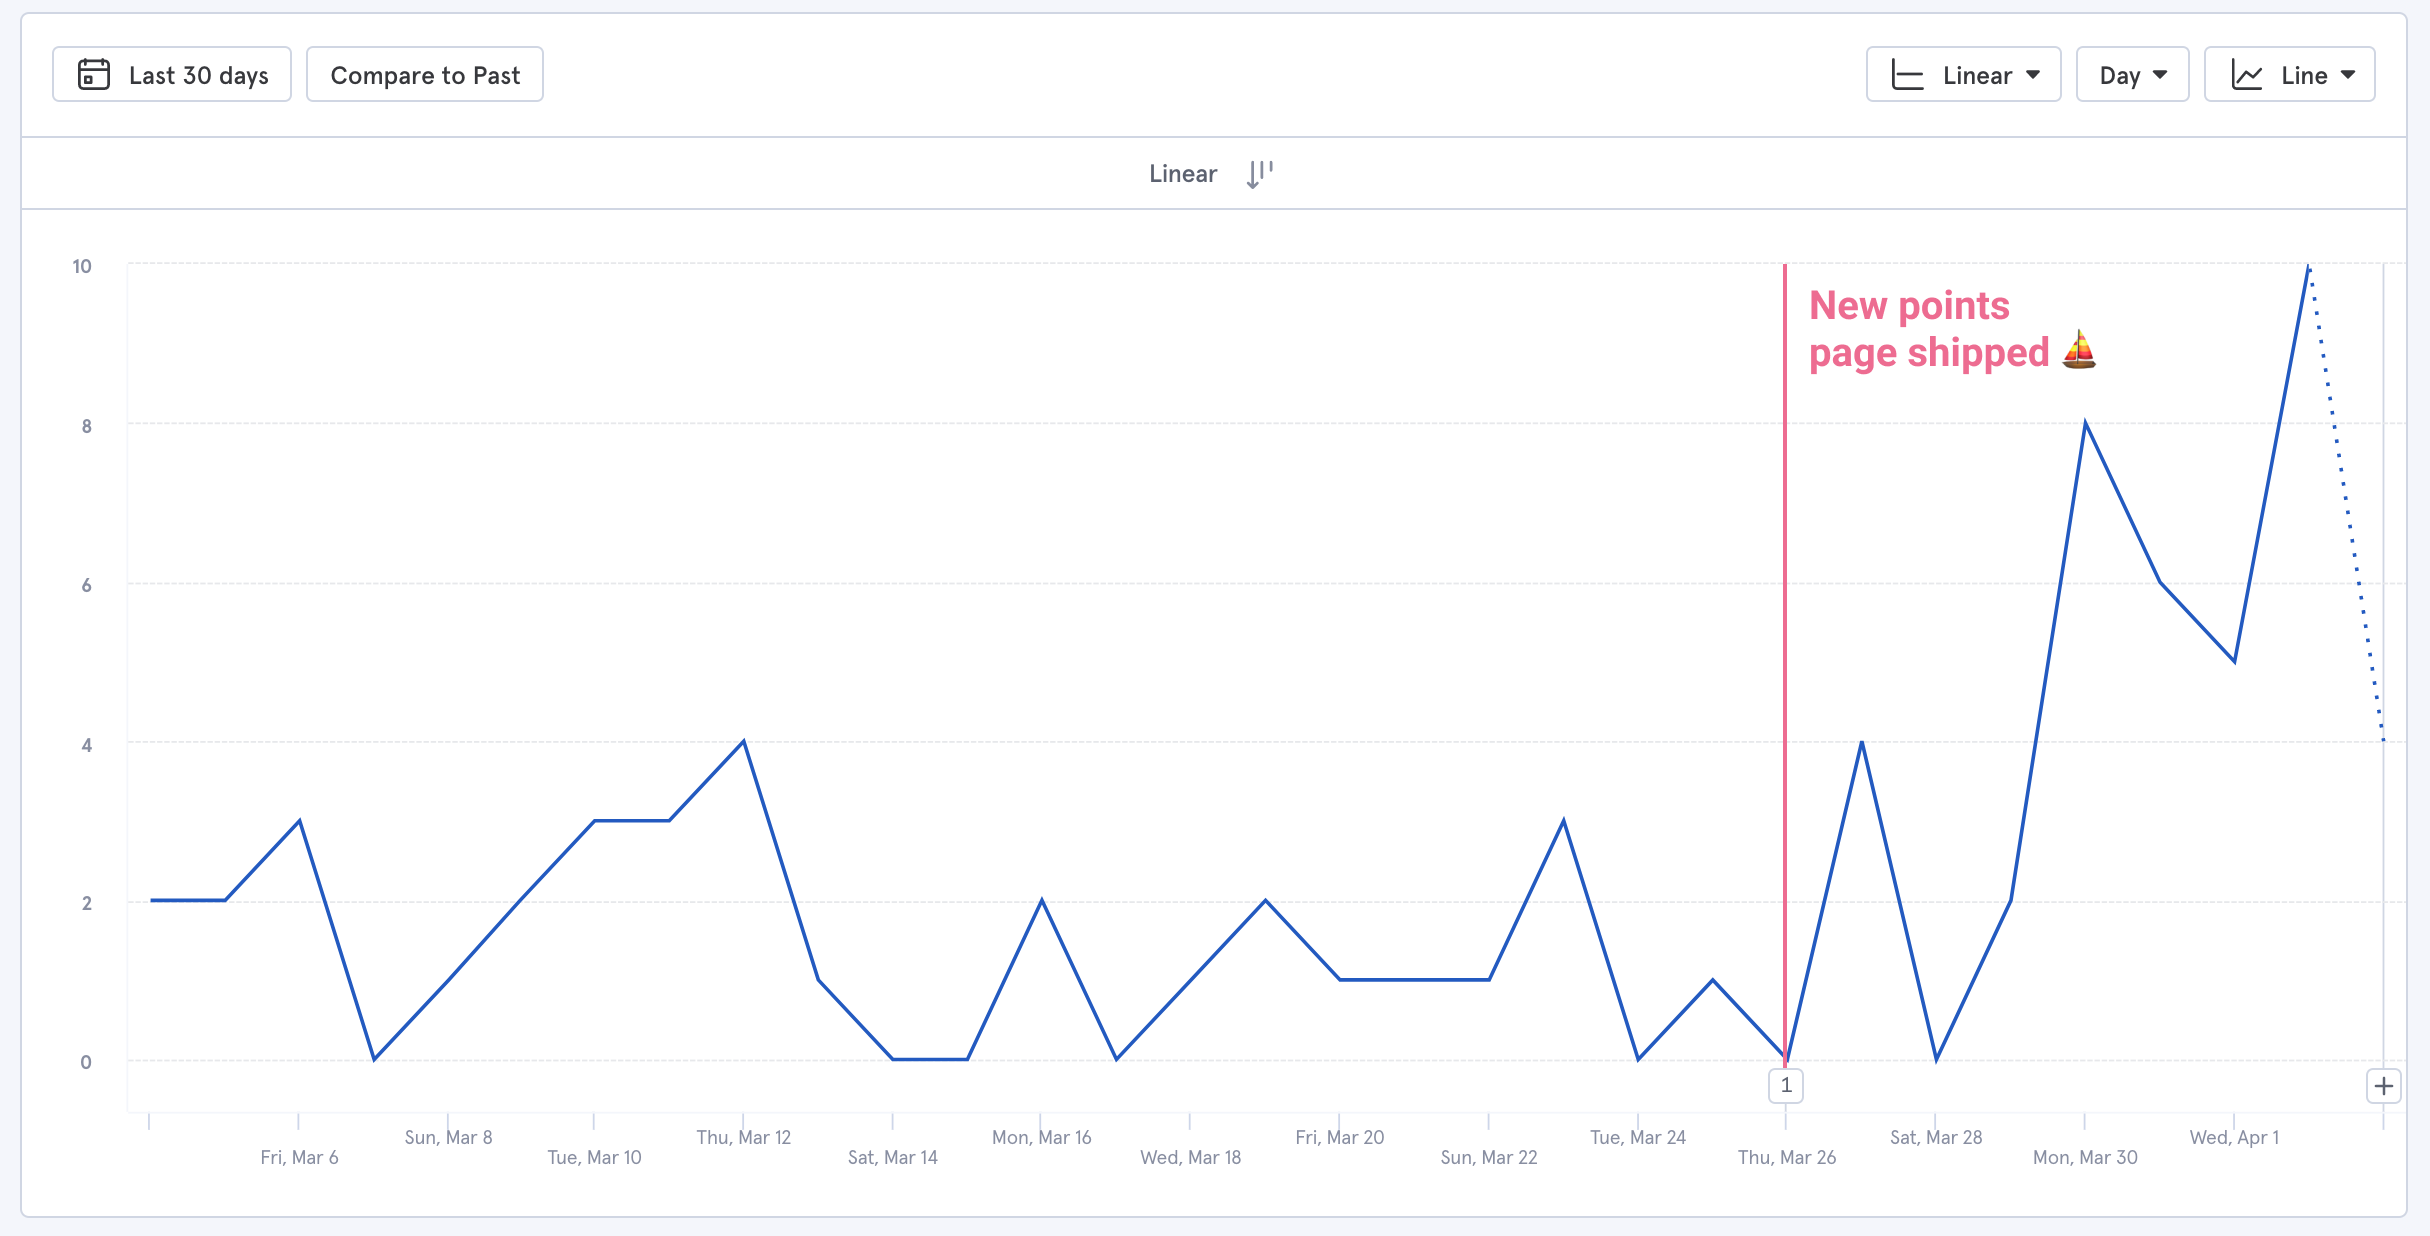 Last 30 days
Compare to Past
Linear
Day
Line
Linear
10
8
6
4
2
0
New points
page shipped ⛵
1
+
Fri, Mar 6
Sun, Mar 8
Tue, Mar 10
Thu, Mar 12
Sat, Mar 14
Mon, Mar 16
Wed, Mar 18
Fri, Mar 20
Sun, Mar 22
Tue, Mar 24
Thu, Mar 26
Sat, Mar 28
Mon, Mar 30
Wed, Apr 1